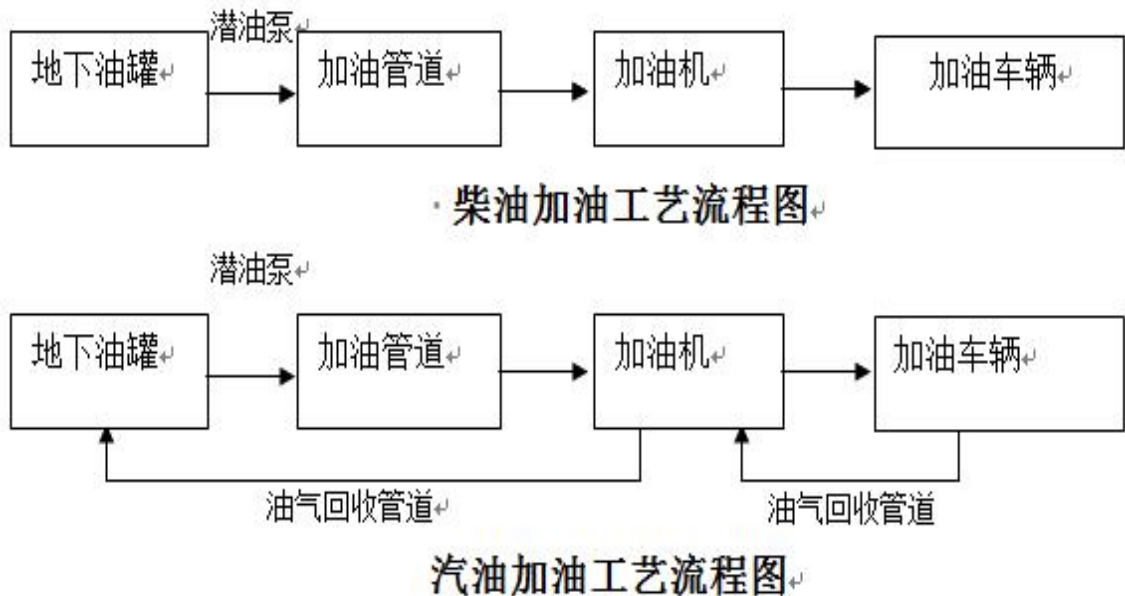 潜油泵
地下油罐 加油管道 加油机 加油车辆
柴油加油工艺流程图
潜油泵
地下油罐 加油管道 加油机 加油车辆
油气回收管道 油气回收管道
汽油加油工艺流程图